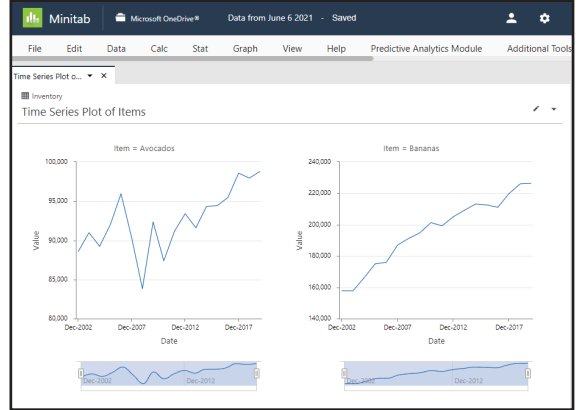 Minitab
Microsoft OneDrive®
Data from June 6 2021 - Saved
File Edit Data Calc Stat Graph View Help Predictive Analytics Module Additional Tools
Time Series Plot o...
Inventory
Time Series Plot of Items
Item = Avocados
100,000
95,000
90,000
85,000
80,000
Value
Dec-2002 Dec-2007 Dec-2012 Dec-2017
Date
Dec-2002 Dec-2012
Item = Bananas
240,000
220,000
200,000
180,000
160,000
140,000
Value
Dec-2002 Dec-2007 Dec-2012 Dec-2017
Date
Dec-2002 Dec-2012